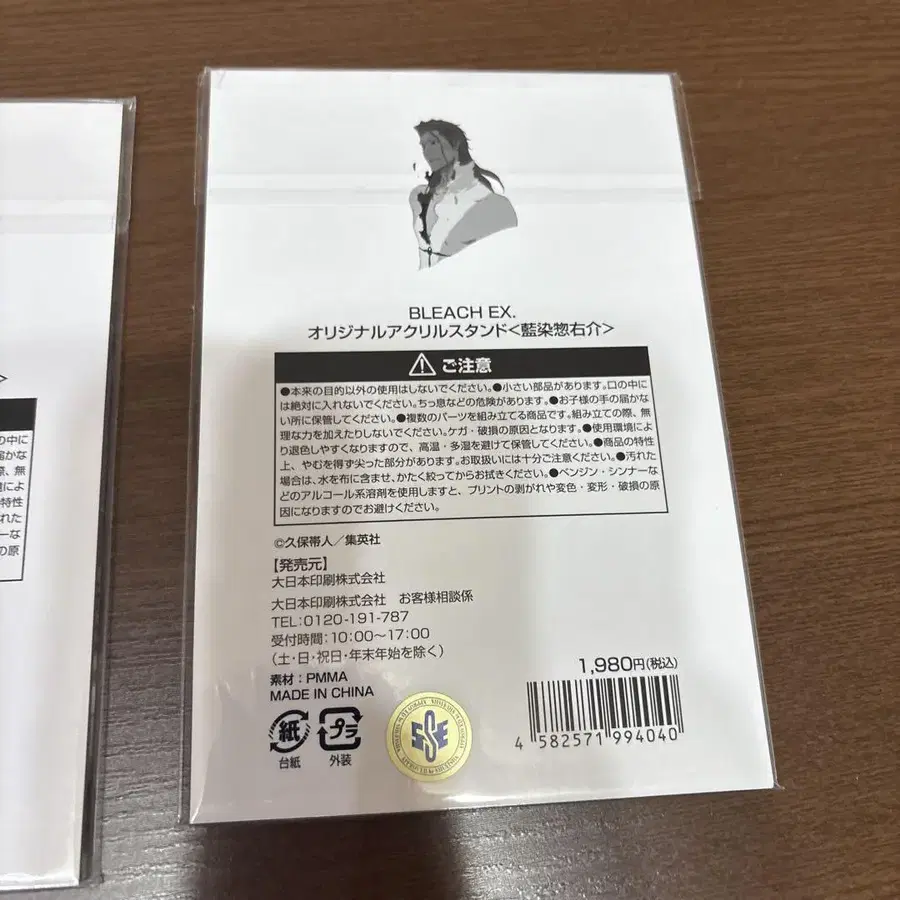 BLEACH EX.
オリジナルアクリルスタンド<藍染惣右介>
ご注意
●本来の目的以外の使用はしないでください。●小さい部品があります。口の中に
は絶対に入れないでください。ちっ息などの危険があります。●お子様の手の届かな
い所に保管してください。●複数のパーツを組み立てる商品です。組み立ての際、無
理な力を加えたりしないでください。ケガ・破損の原因となります。●使用環境によ
り退色しやすくなりますので、高温・多湿を避けて保管してください。●商品の特性
上、やむを得ず尖った部分があります。お取扱いには十分ご注意ください。●汚れた
場合は、水を布に含ませ、かたく絞ってからお拭きください。●ベンジン・シンナーな
どのアルコール系溶剤を使用しますと、プリントの剥がれや変色・変形・破損の原
因になりますのでお避けください。
©久保帯人／集英社
【発売元】
大日本印刷株式会社
大日本印刷株式会社 お客様相談係
TEL:0120-191-787
受付時間:10:00〜17:00
(土・日・祝日・年末年始を除く)
素材：PMMA
MADE IN CHINA
紙 プラ
台紙 外装
1,980円(税込)
4 582571 994040
>
の中に
届かな
際、無
境によ
特性
汚れた
ーな
の原